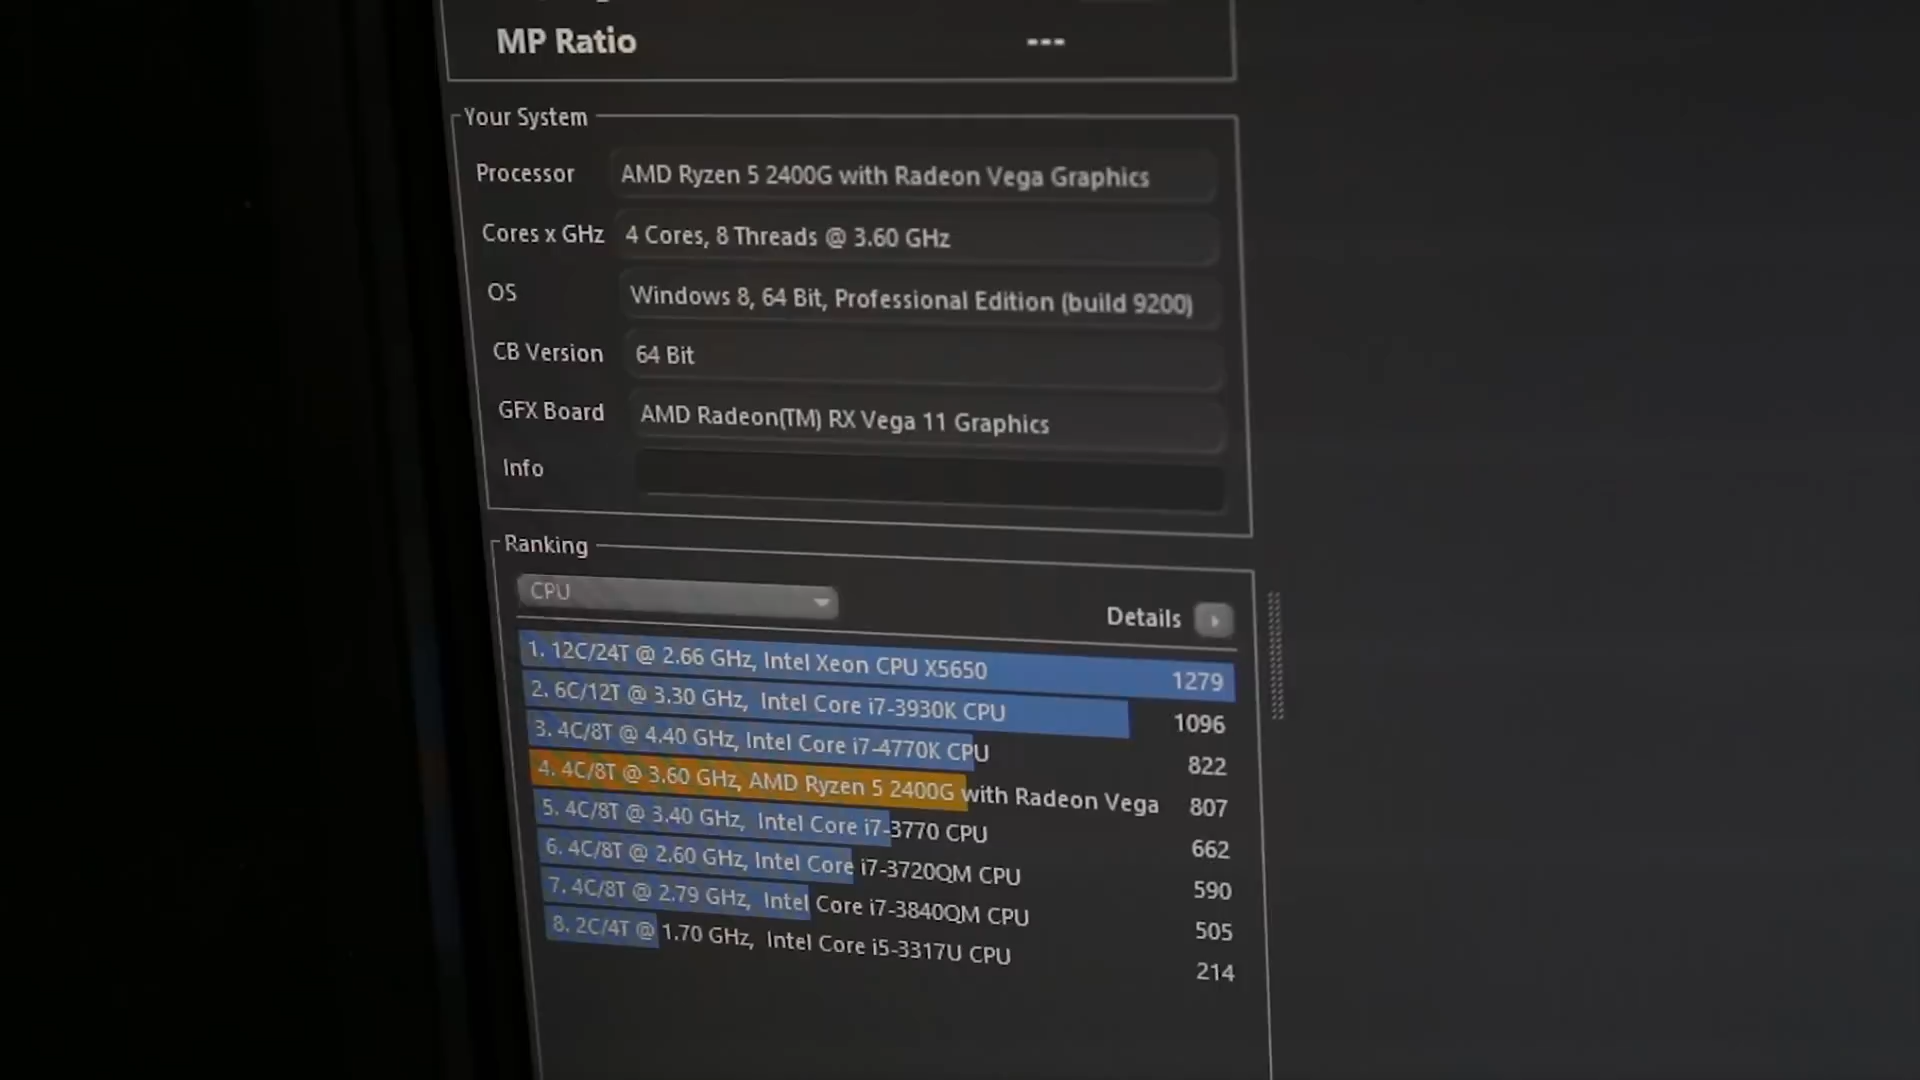 MP Ratio ---
Your System
Processor AMD Ryzen 5 2400G with Radeon Vega Graphics
Cores x GHz 4 Cores, 8 Threads @ 3.60 GHz
OS Windows 8, 64 Bit, Professional Edition (build 9200)
CB Version 64 Bit
GFX Board AMD Radeon(TM) RX Vega 11 Graphics
Info
Ranking
CPU Details
1. 12C/24T @ 2.66 GHz, Intel Xeon CPU X5650 1279
2. 6C/12T @ 3.30 GHz, Intel Core i7-3930K CPU 1096
3. 4C/8T @ 4.40 GHz, Intel Core i7-4770K CPU 822
4. 4C/8T @ 3.60 GHz, AMD Ryzen 5 2400G with Radeon Vega 807
5. 4C/8T @ 3.40 GHz, Intel Core i7-3770 CPU 662
6. 4C/8T @ 2.60 GHz, Intel Core i7-3720QM CPU 590
7. 4C/8T @ 2.79 GHz, Intel Core i7-3840QM CPU 505
8. 2C/4T @ 1.70 GHz, Intel Core i5-3317U CPU 214